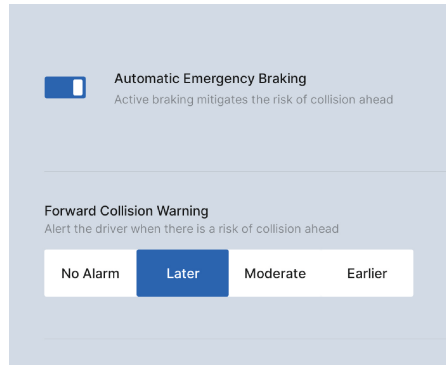 Automatic Emergency Braking
Active braking mitigates the risk of collision ahead
Forward Collision Warning
Alert the driver when there is a risk of collision ahead
No Alarm Later Moderate Earlier